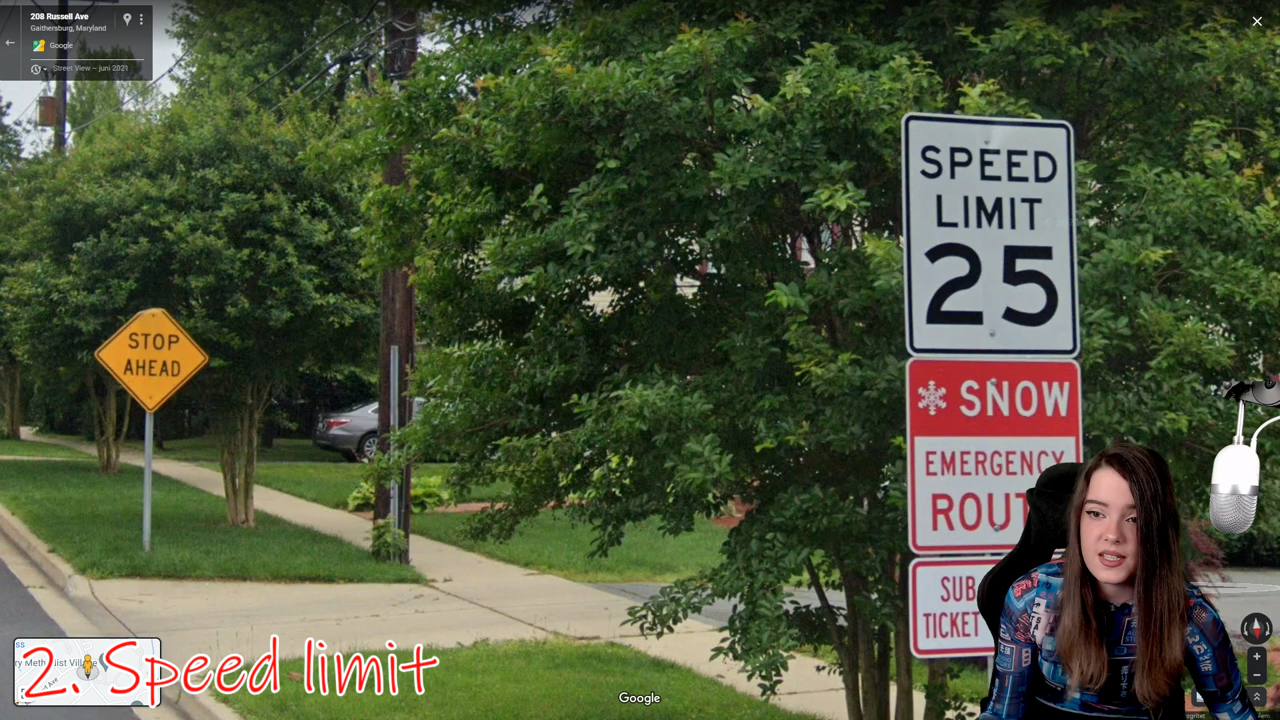 208 Russell Ave
Gaithersburg, Maryland
Google
Street View – juni 2021
STOP
AHEAD
SPEED
LIMIT
25
SNOW
EMERGENCY
SUB
TICKET
2. Speed limit
Google